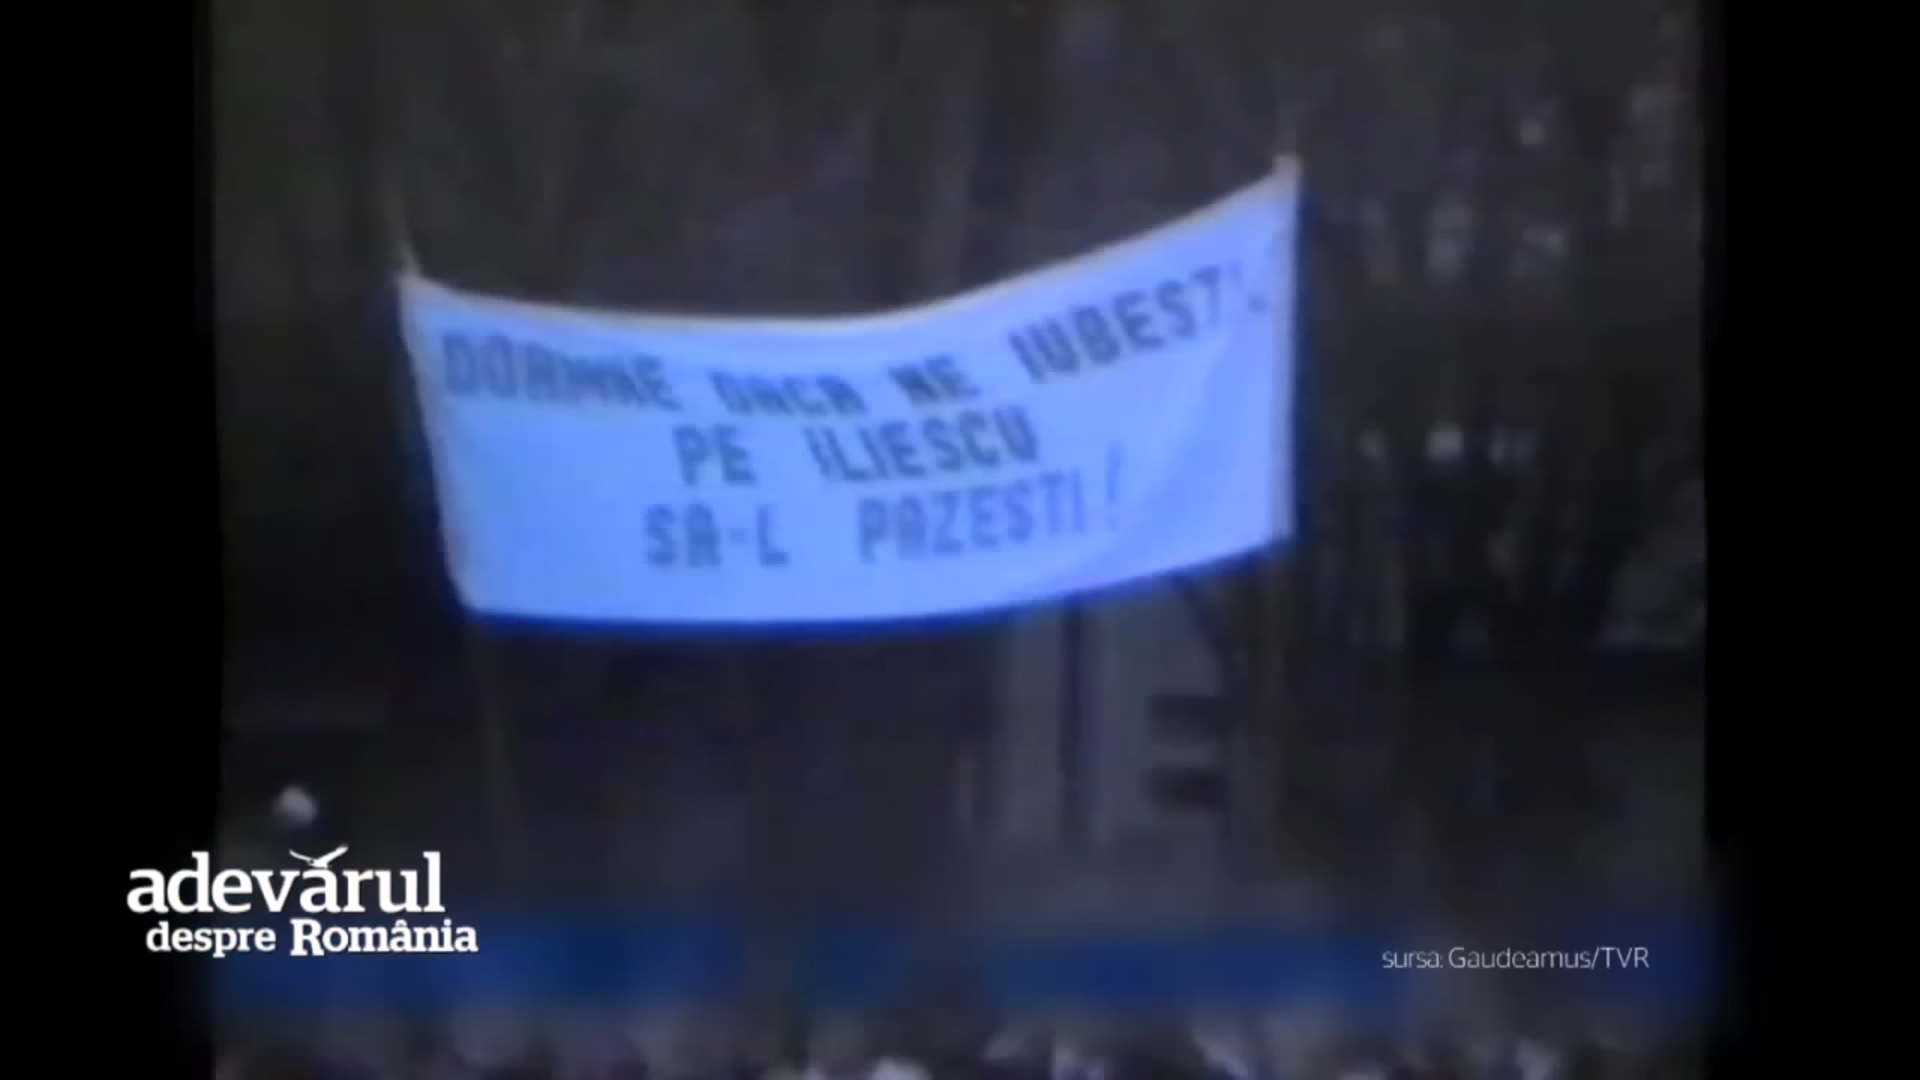 DOAMNE DACA NE IUBESTI,
PE ILIESCU
SA-L PAZESTI!
adevărul
despre România
sursa: Gaudeamus/TVR